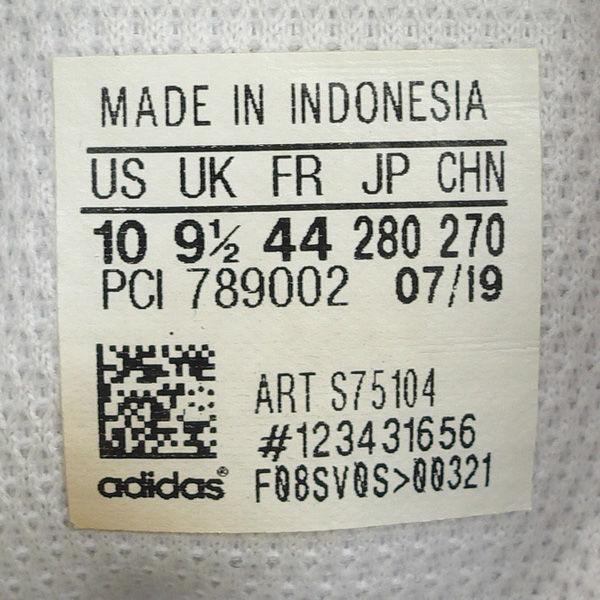 MADE IN INDONESIA
US UK FR JP CHN
10 9½ 44 280 270
PCI 789002 07/19
ART S75104
#123431656
adidas® F08SV0S>00321